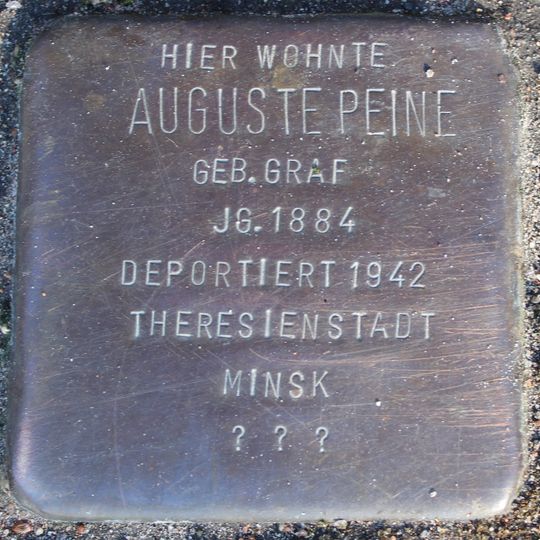 HIER WOHNTE
AUGUSTE PEINE
GEB. GRAF
JG. 1884
DEPORTIERT 1942
THERESIENSTADT
MINSK
? ? ?